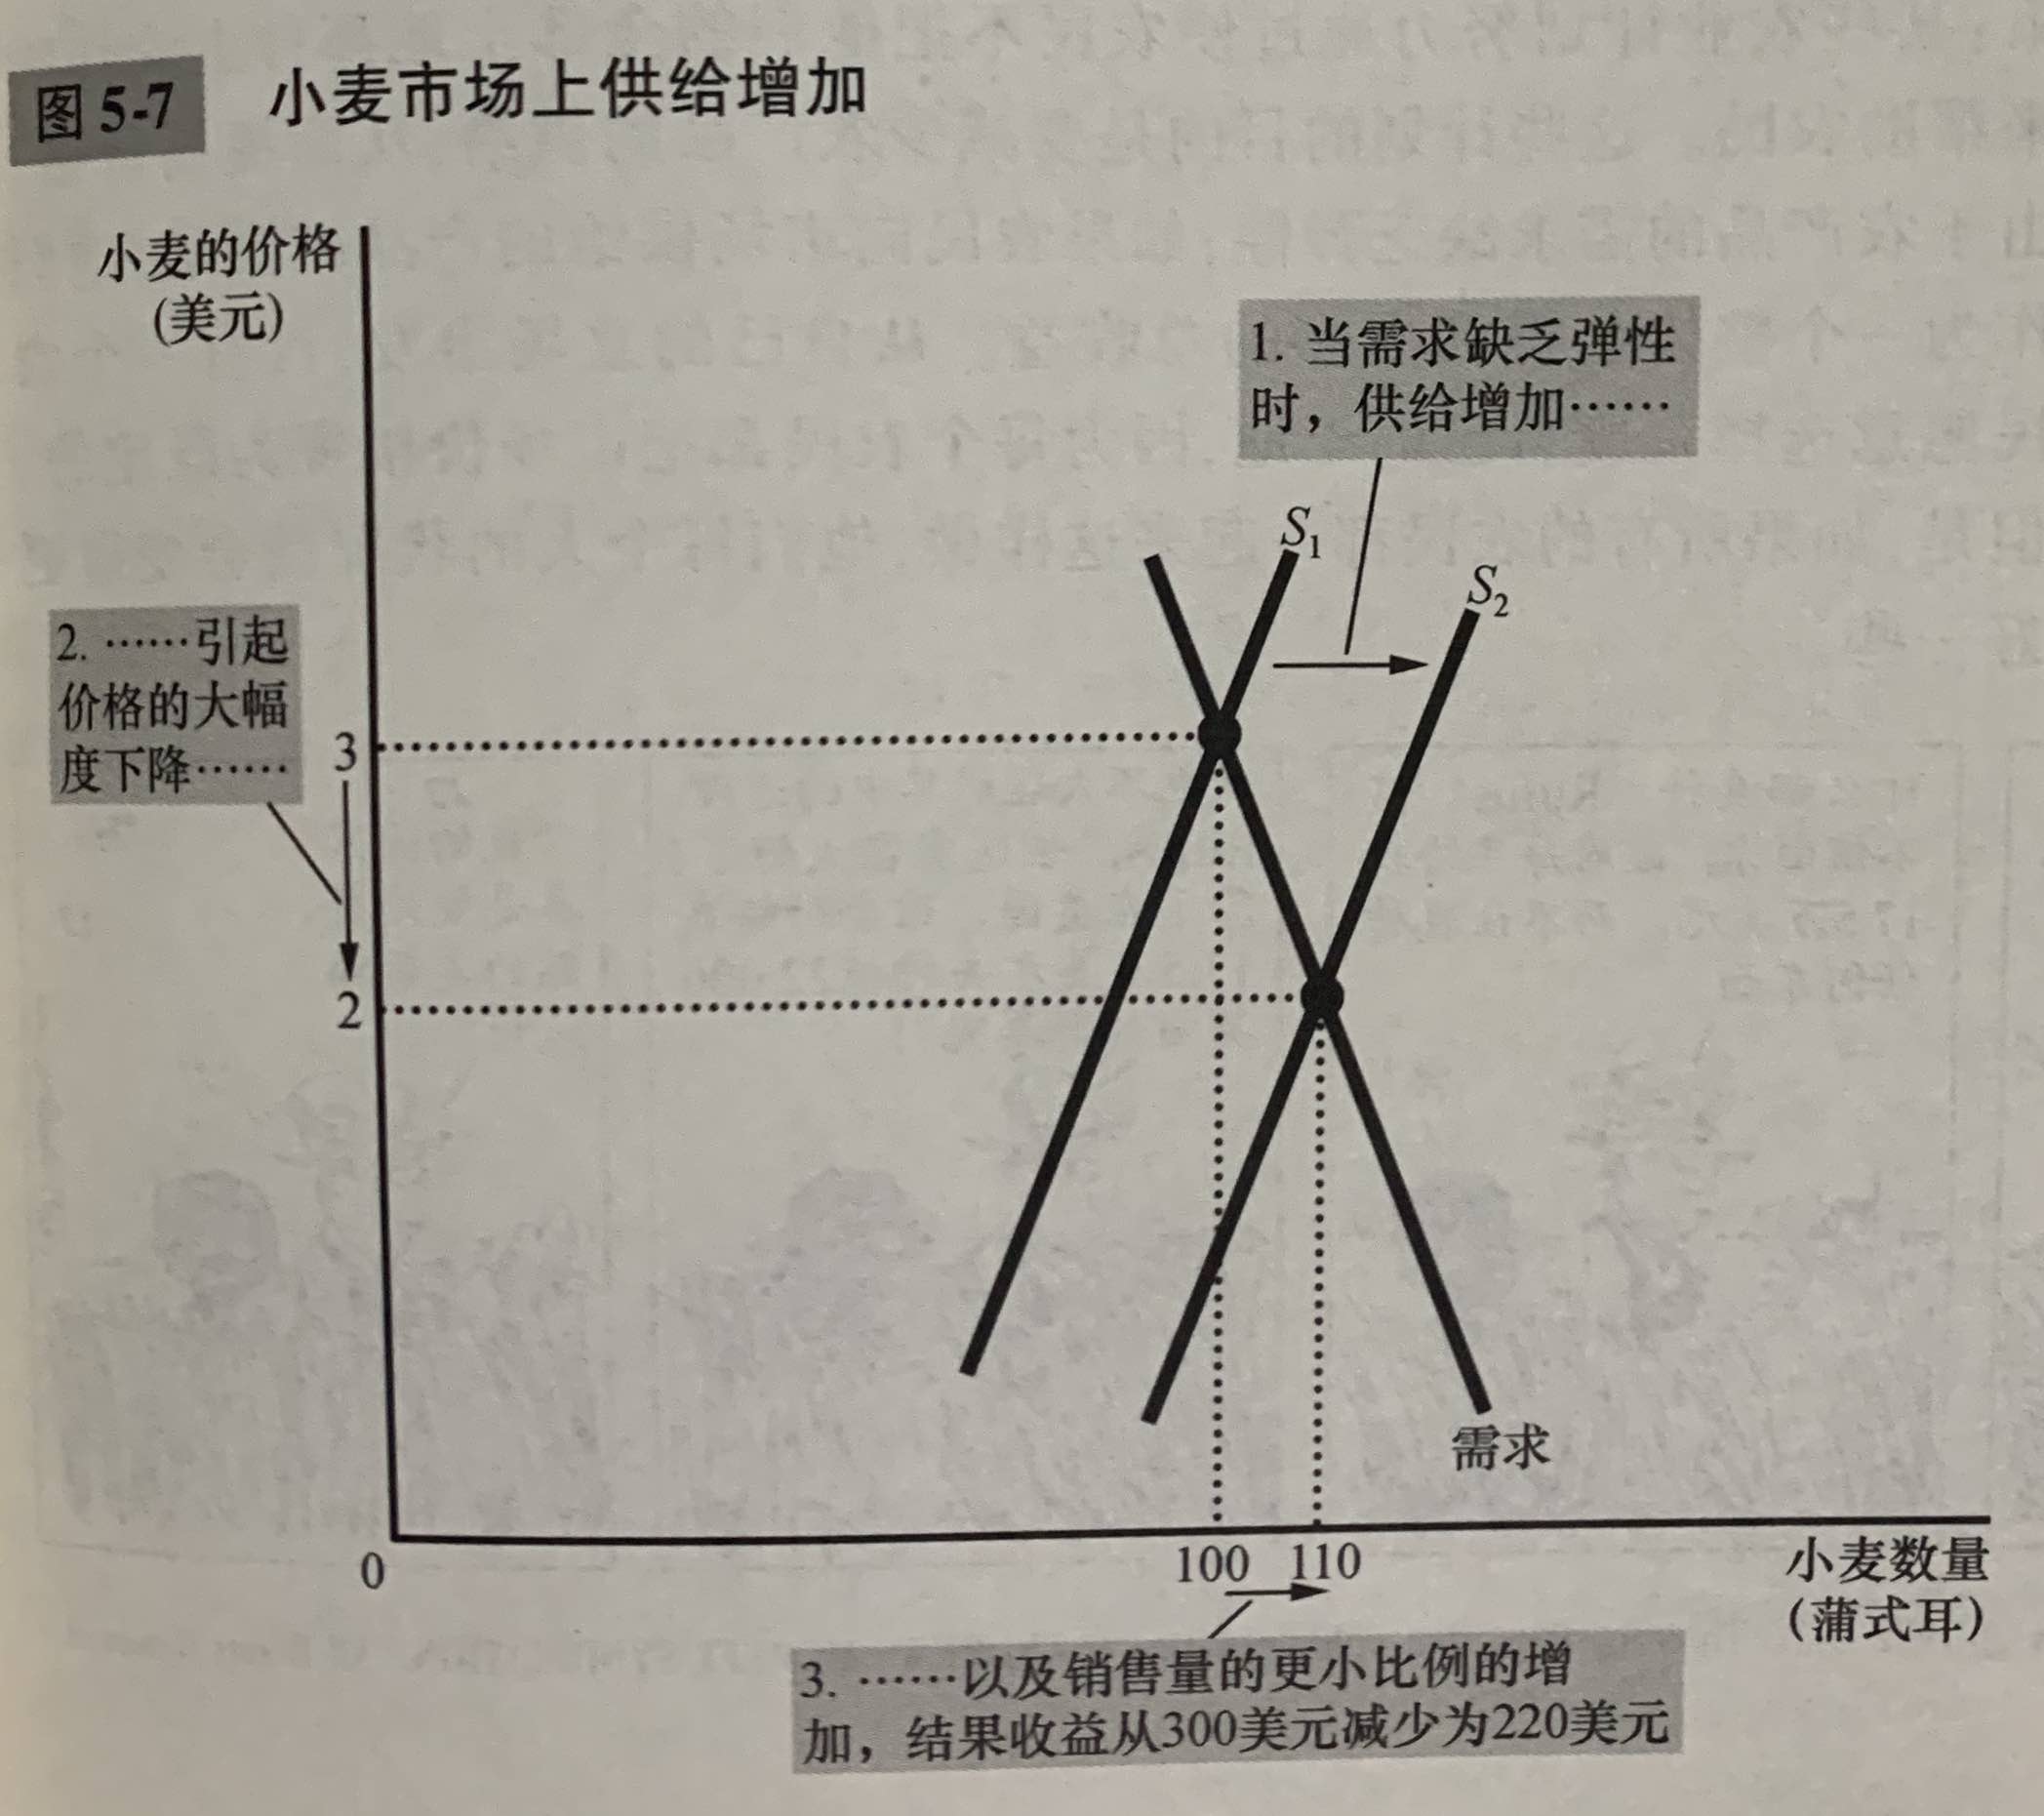 图 5-7 小麦市场上供给增加
小麦的价格
(美元)
1. 当需求缺乏弹性
时，供给增加……
S1
S2
2. ……引起
价格的大幅
度下降……
3
2
需求
0
100
110
小麦数量
（蒲式耳）
3. ……以及销售量的更小比例的增
加，结果收益从300美元减少为220美元